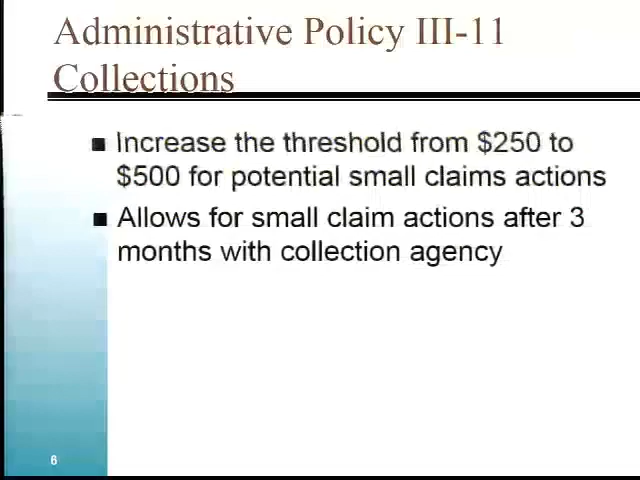 Administrative Policy III-11
Collections
Increase the threshold from $250 to
$500 for potential small claims actions
Allows for small claim actions after 3
months with collection agency
6